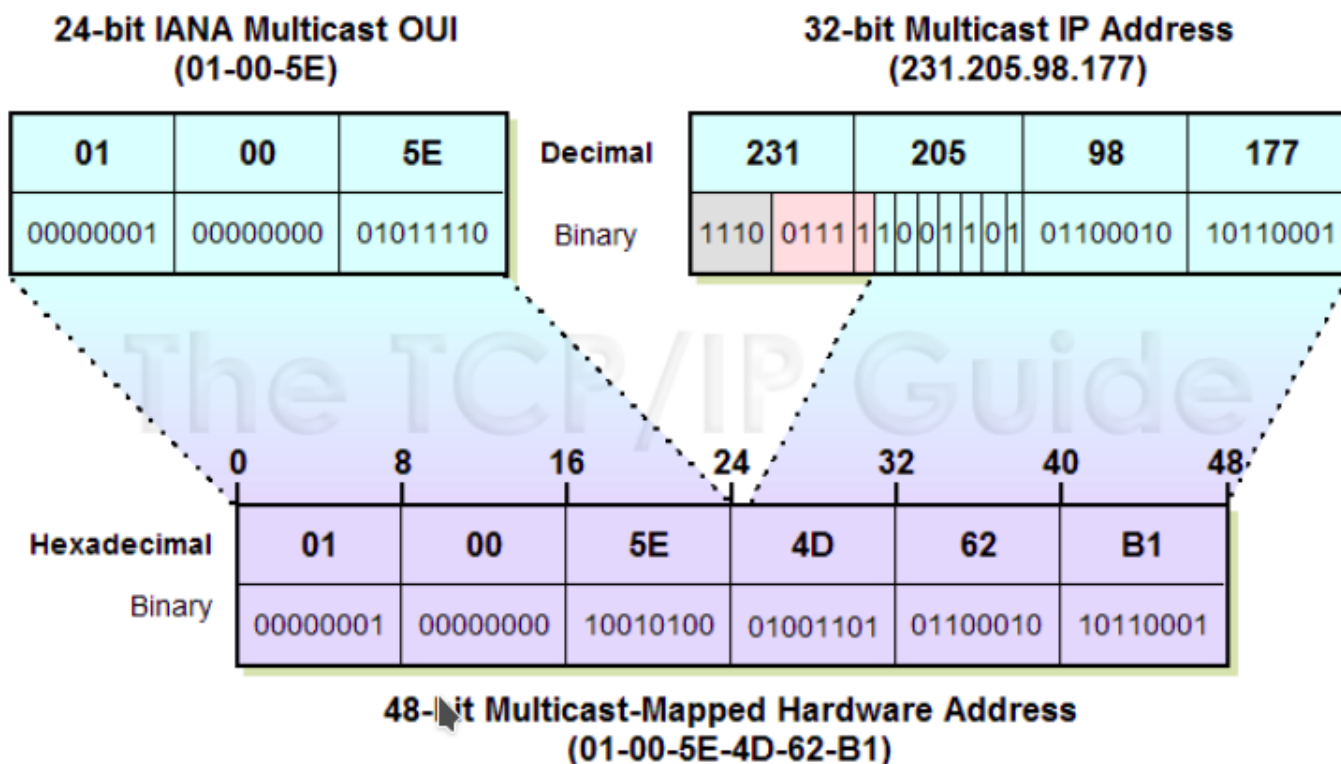 24-bit IANA Multicast OUI
(01-00-5E)
32-bit Multicast IP Address
(231.205.98.177)
01 00 5E Decimal 231 205 98 177
00000001 00000000 01011110 Binary 1110 0111 1 1 0 0 1 1 0 1 01100010 10110001
The TCP/IP Guide
0 8 16 24 32 40 48
Hexadecimal 01 00 5E 4D 62 B1
Binary 00000001 00000000 10010100 01001101 01100010 10110001
48-bit Multicast-Mapped Hardware Address
(01-00-5E-4D-62-B1)